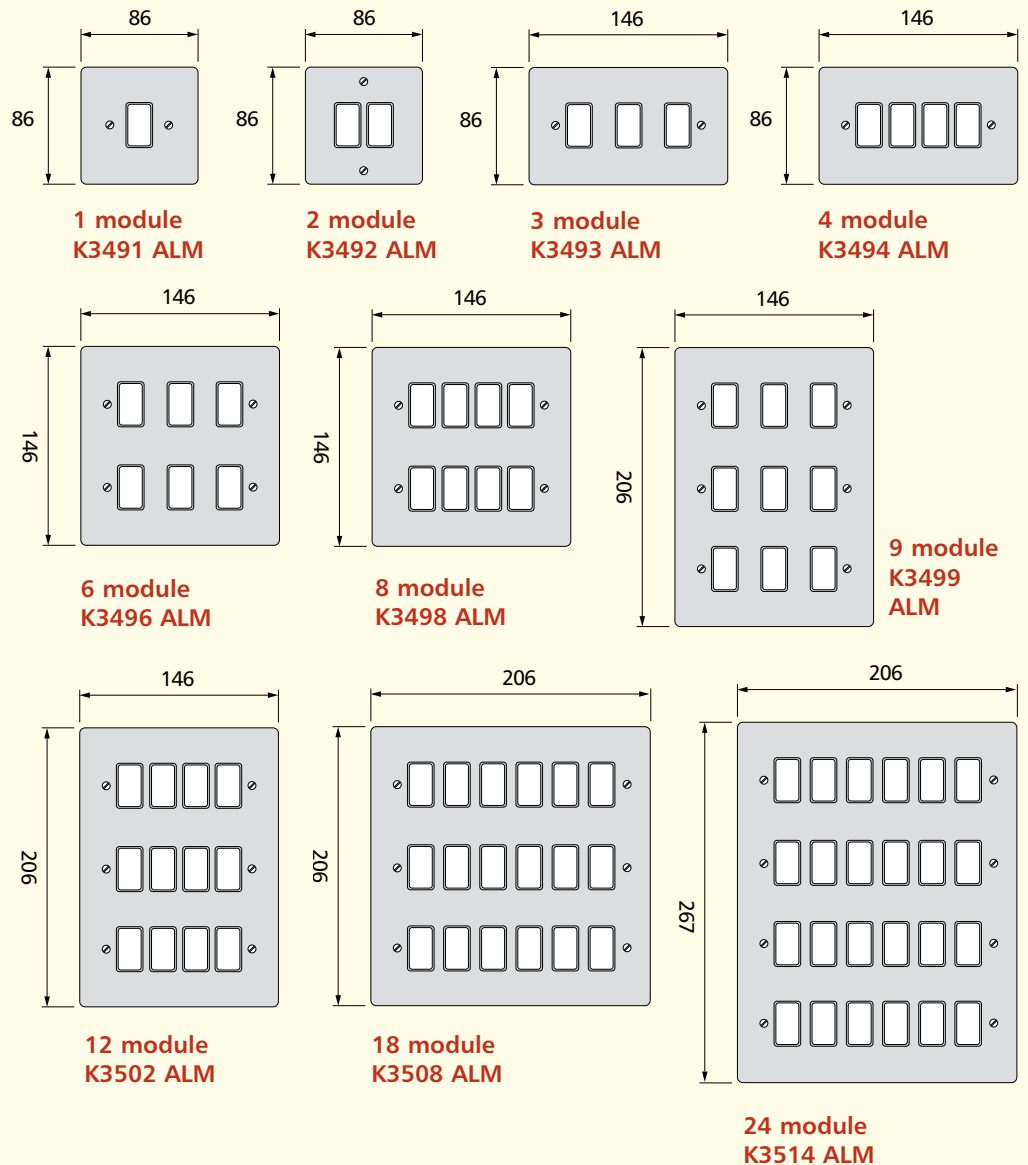 86
86
146
146
86
86
86
86
1 module
K3491 ALM
2 module
K3492 ALM
3 module
K3493 ALM
4 module
K3494 ALM
146
146
146
146
146
206
6 module
K3496 ALM
8 module
K3498 ALM
9 module
K3499
ALM
146
206
206
206
206
267
12 module
K3502 ALM
18 module
K3508 ALM
24 module
K3514 ALM